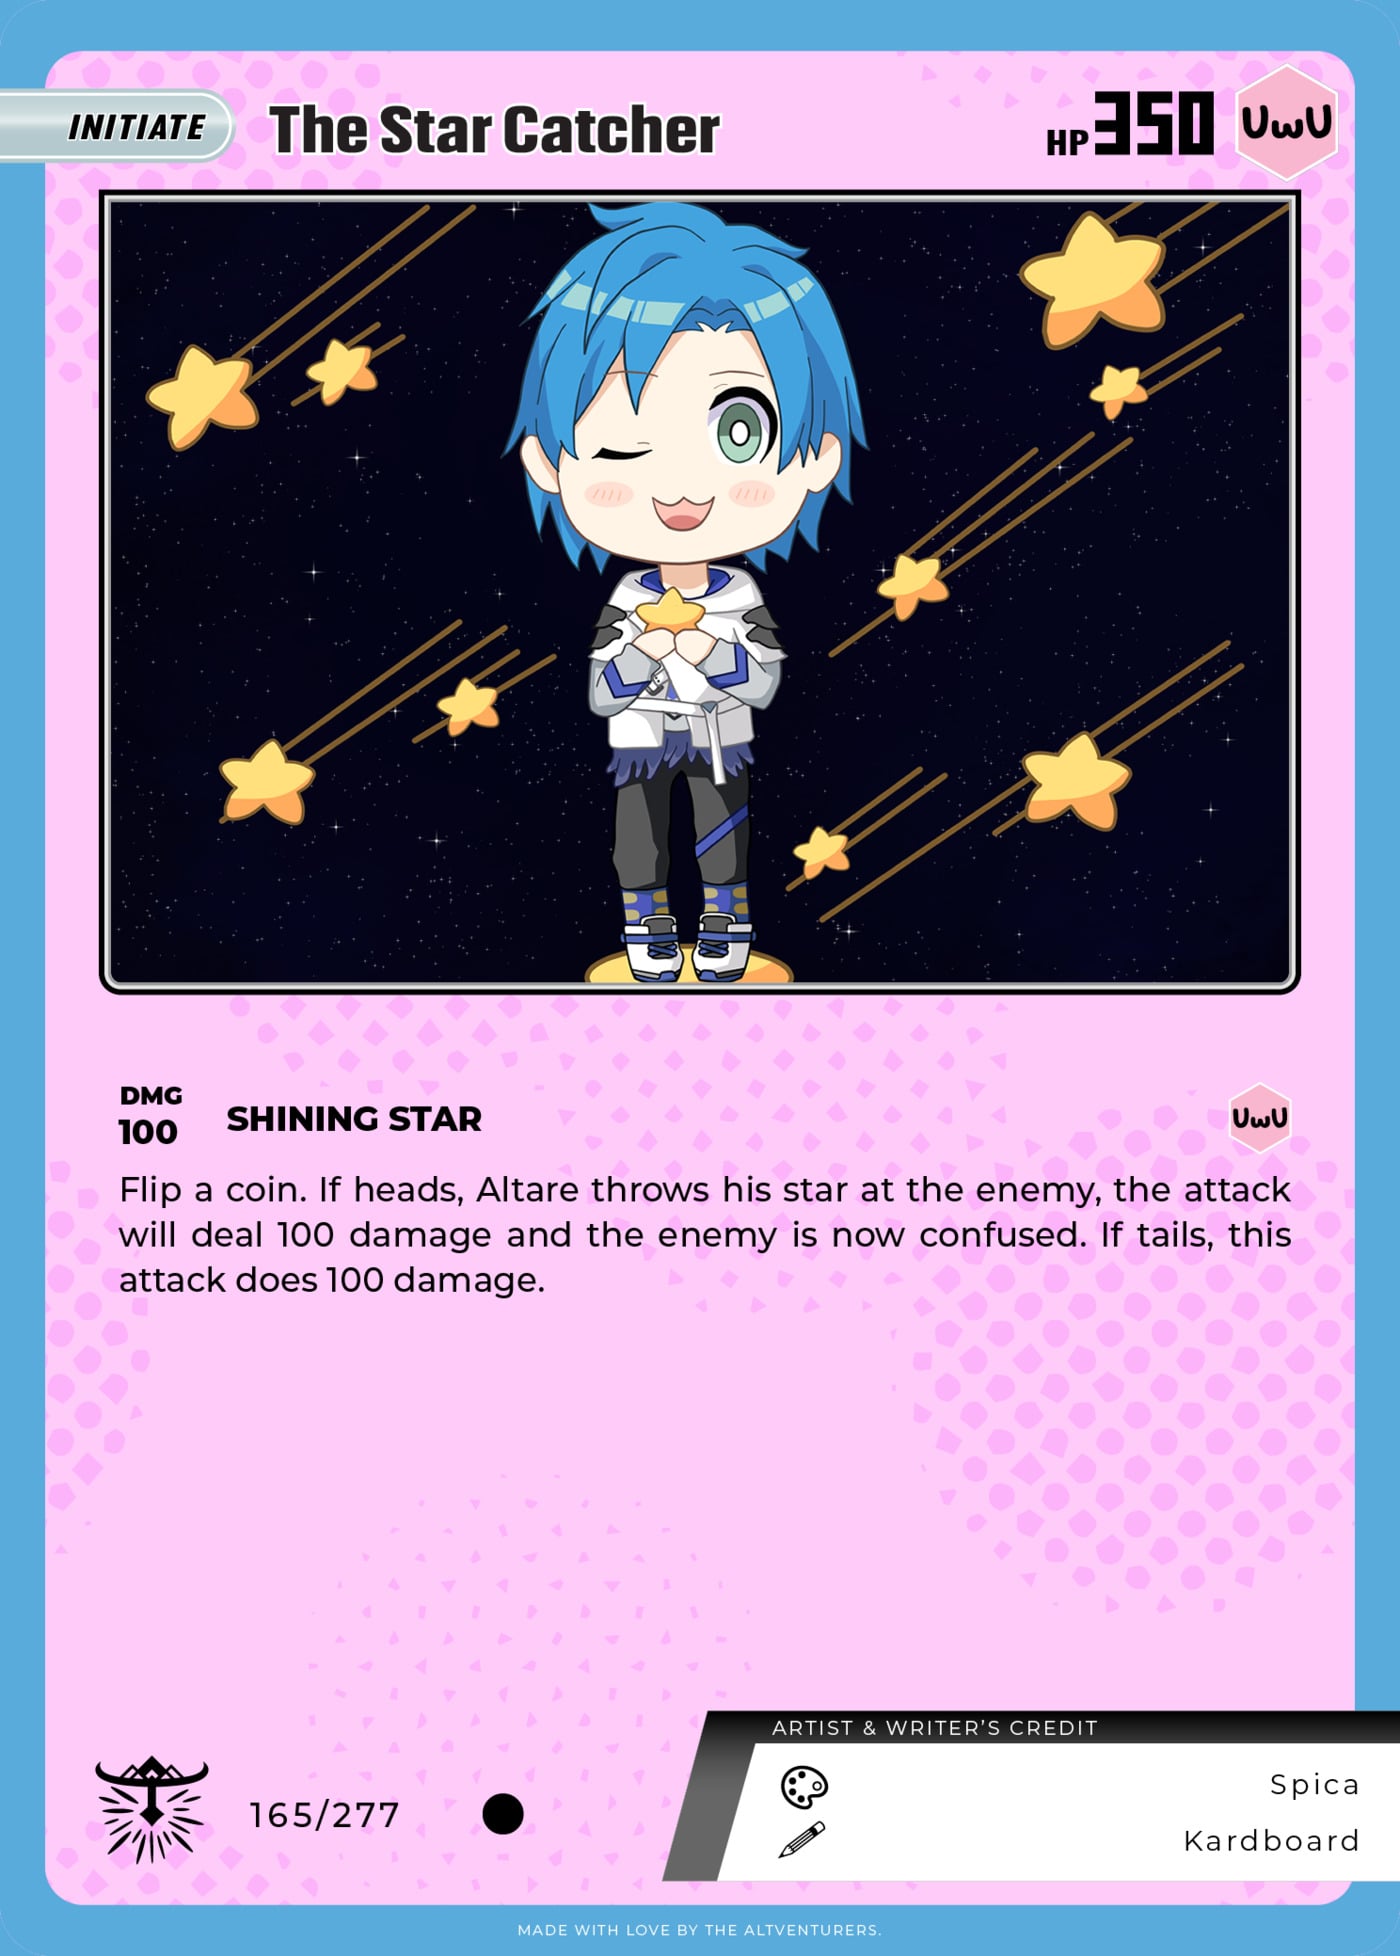 INITIATE
The Star Catcher
HP 350
UwU
DMG
100
SHINING STAR
UwU
Flip a coin. If heads, Altare throws his star at the enemy, the attack
will deal 100 damage and the enemy is now confused. If tails, this
attack does 100 damage.
165/277
ARTIST & WRITER'S CREDIT
Spica
Kardboard
MADE WITH LOVE BY THE ALTVENTURERS.